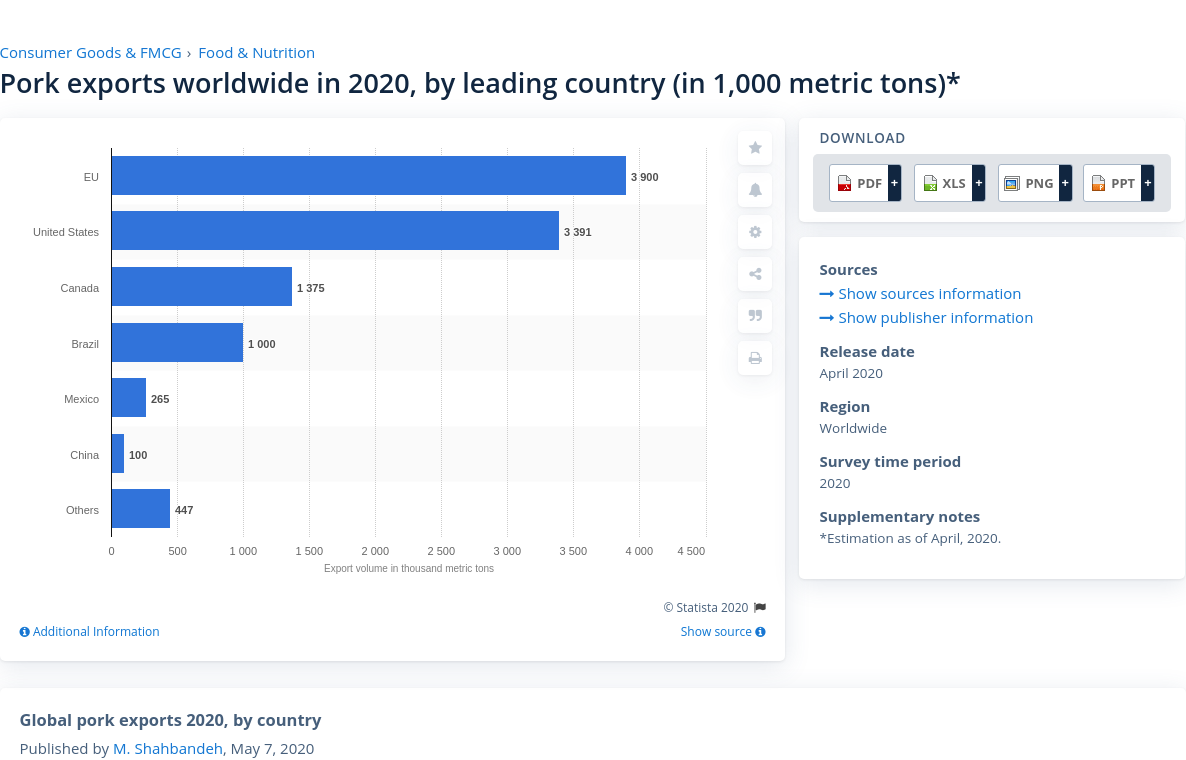 Consumer Goods & FMCG › Food & Nutrition
Pork exports worldwide in 2020, by leading country (in 1,000 metric tons)*
EU 3 900
United States 3 391
Canada 1 375
Brazil 1 000
Mexico 265
China 100
Others 447
0 500 1 000 1 500 2 000 2 500 3 000 3 500 4 000 4 500
Export volume in thousand metric tons
© Statista 2020
Additional Information
Show source
DOWNLOAD
PDF + XLS + PNG + PPT +
Sources
Show sources information
Show publisher information
Release date
April 2020
Region
Worldwide
Survey time period
2020
Supplementary notes
*Estimation as of April, 2020.
Global pork exports 2020, by country
Published by M. Shahbandeh, May 7, 2020